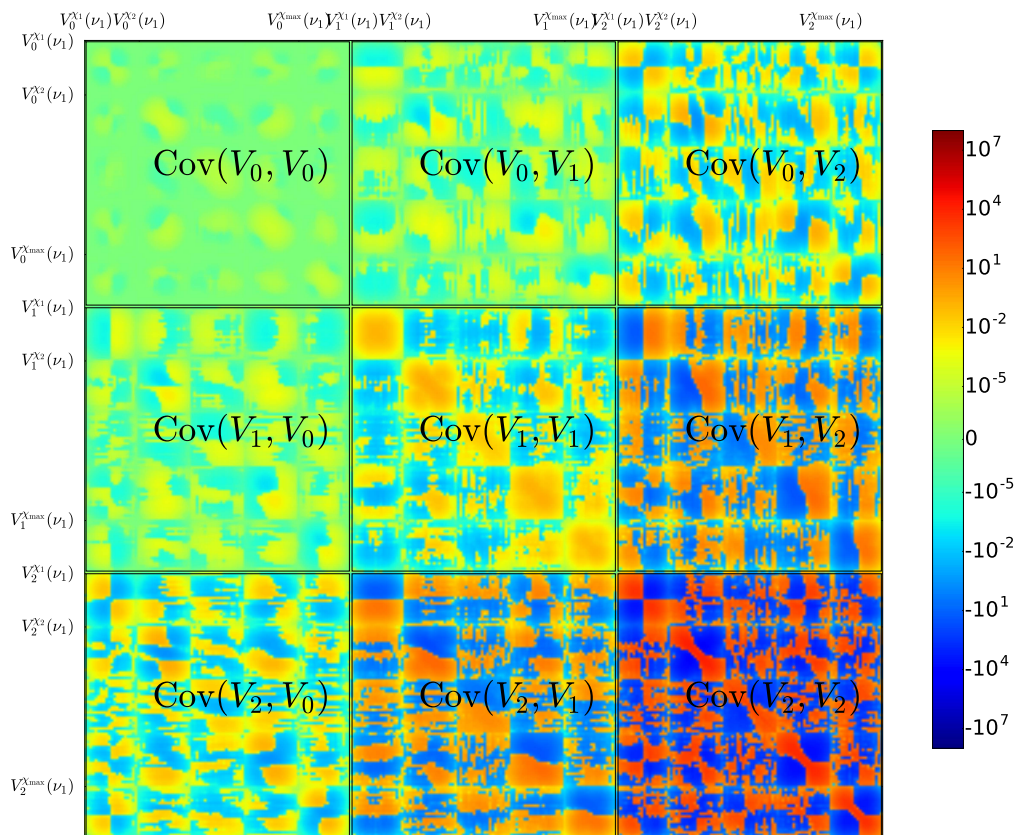 V_0^{χ_1}(ν_1) V_0^{χ_2}(ν_1) V_0^{χ_max}(ν_1) V_1^{χ_1}(ν_1) V_1^{χ_2}(ν_1) V_1^{χ_max}(ν_1) V_2^{χ_1}(ν_1) V_2^{χ_2}(ν_1) V_2^{χ_max}(ν_1)
V_0^{χ_1}(ν_1)
V_0^{χ_2}(ν_1)
Cov(V_0, V_0) Cov(V_0, V_1) Cov(V_0, V_2)
V_0^{χ_max}(ν_1)
V_1^{χ_1}(ν_1)
V_1^{χ_2}(ν_1)
Cov(V_1, V_0) Cov(V_1, V_1) Cov(V_1, V_2)
V_1^{χ_max}(ν_1)
V_2^{χ_1}(ν_1)
V_2^{χ_2}(ν_1)
Cov(V_2, V_0) Cov(V_2, V_1) Cov(V_2, V_2)
V_2^{χ_max}(ν_1)
10^7
10^4
10^1
10^-2
10^-5
0
-10^-5
-10^-2
-10^1
-10^4
-10^7